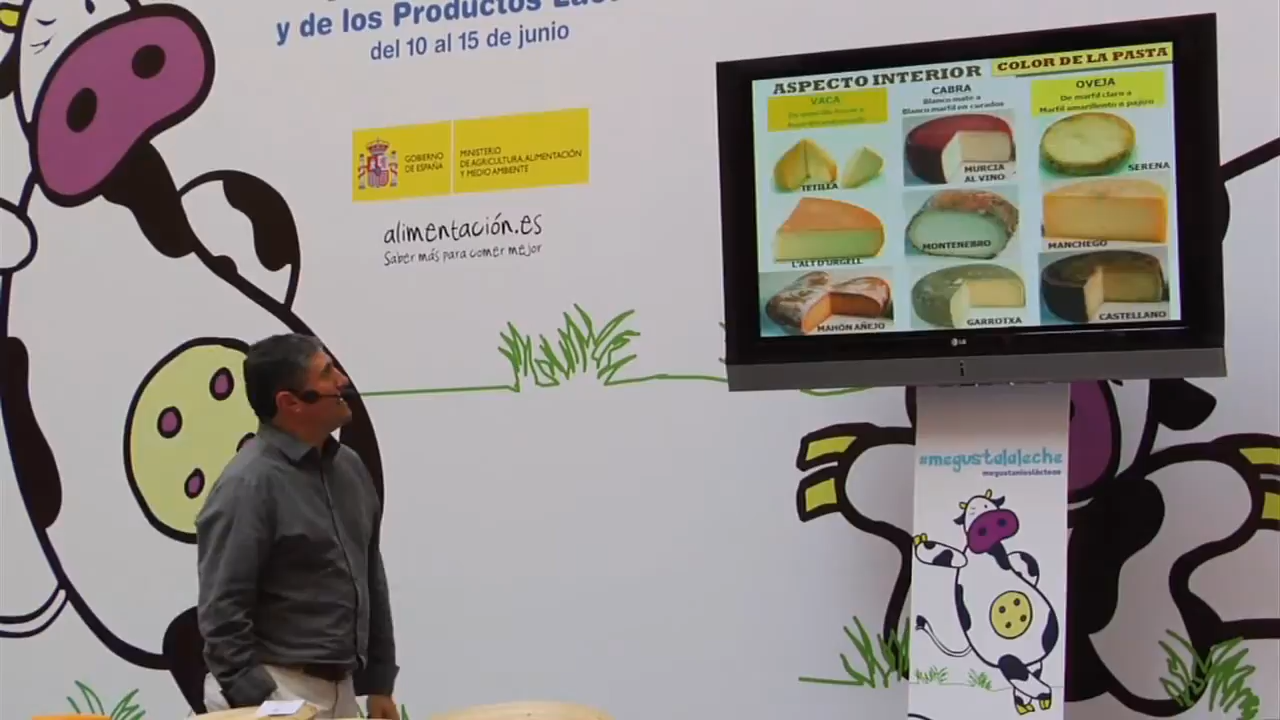 y de los Productos
del 10 al 15 de junio
GOBIERNO
DE ESPAÑA
MINISTERIO
DE AGRICULTURA, ALIMENTACIÓN
Y MEDIO AMBIENTE
alimentación.es
Saber más para comer mejor
ASPECTO INTERIOR
COLOR DE LA PASTA
VACA
CABRA
Blanco mate a
Blanco marfil en curados
OVEJA
De marfil claro a
Marfil amarillento o pajizo
TETILLA
MURCIA
AL VINO
SERENA
L'ALT URGELL
MONTENEBRO
MANCHEGO
MAHÓN AÑEJO
GARROTXA
CASTELLANO
LG
#megustalaleche
megustanloslácteos